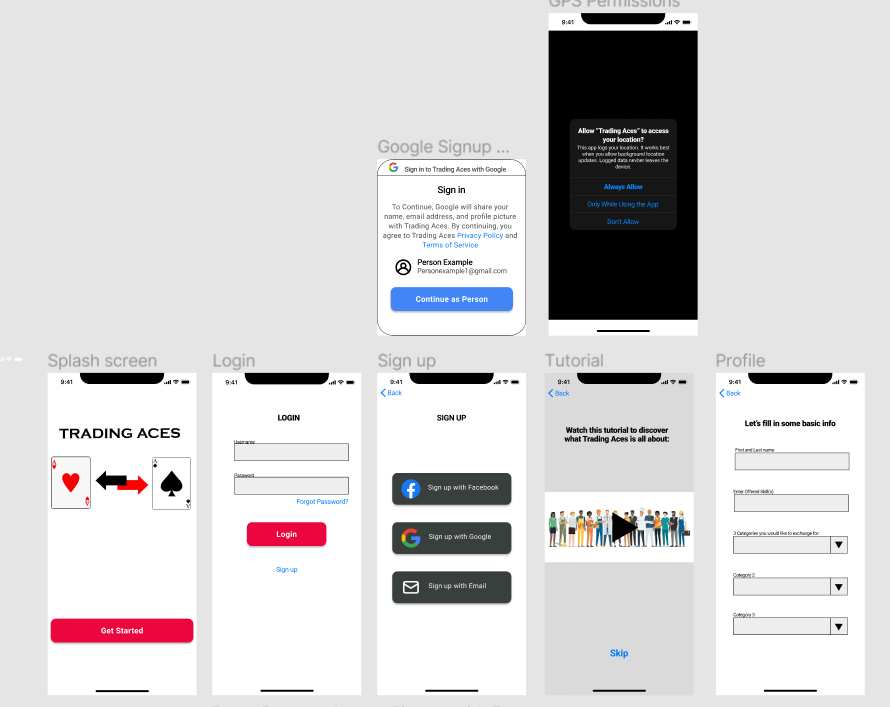 GPS Permissions
9:41
Allow "Trading Aces" to access
your location?
This app logs your location. It works best
when you allow background location
updates. Logged data nevber leaves the
device.
Always Allow
Only While Using the App
Don't Allow
Google Signup ...
Sign in to Trading Aces with Google
Sign in
To Continue, Google will share your
name, email address, and profile picture
with Trading Aces. By continuing, you
agree to Trading Aces Privacy Policy and
Terms of Service
Person Example
Personexample1@gmail.com
Continue as Person
Splash screen
9:41
TRADING ACES
A
A
A
A
Get Started
Login
9:41
LOGIN
Username
Password
Forgot Password?
Login
Sign up
Sign up
9:41
Back
SIGN UP
Sign up with Facebook
Sign up with Google
Sign up with Email
Tutorial
9:41
Back
Watch this tutorial to discover
what Trading Aces is all about:
Skip
Profile
9:41
Back
Let's fill in some basic info
First and Last name
Enter Offered Skill(s)
3 Categories you would like to exchange for:
Category 2
Category 3